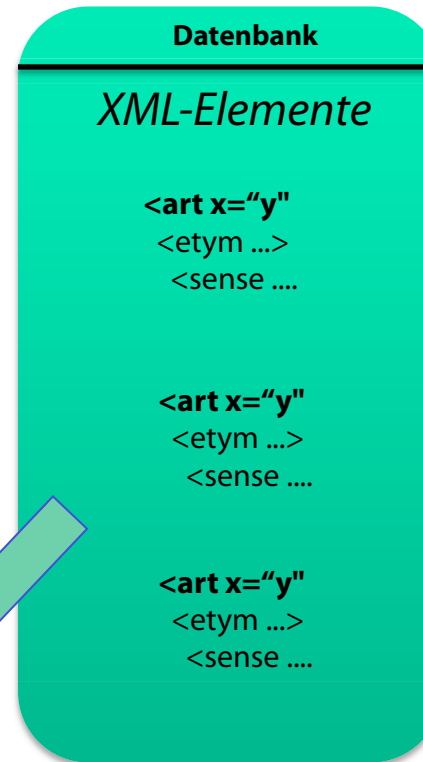 Datenbank
XML-Elemente
<art x=“y"
<etym ...>
<sense ....
<art x=“y"
<etym ...>
<sense ....
<art x=“y"
<etym ...>
<sense ....